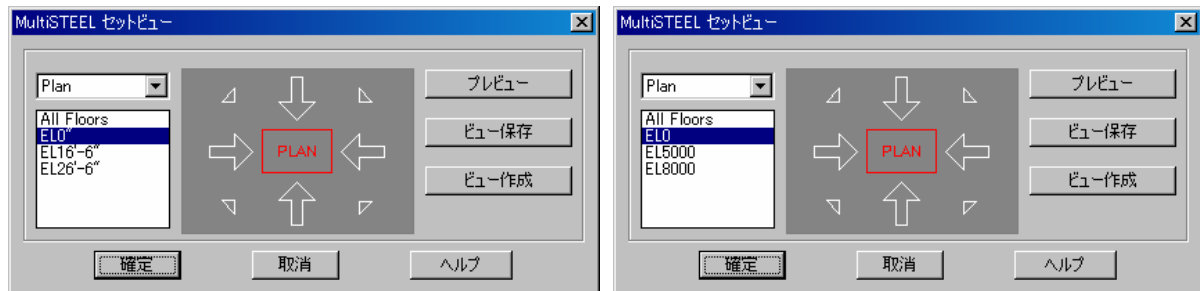 MultiSTEEL セットビュー
Plan
All Floors
EL0"
EL16'-6"
EL26'-6"
PLAN
プレビュー
ビュー保存
ビュー作成
確定
取消
ヘルプ
MultiSTEEL セットビュー
Plan
All Floors
EL0
EL5000
EL8000
PLAN
プレビュー
ビュー保存
ビュー作成
確定
取消
ヘルプ